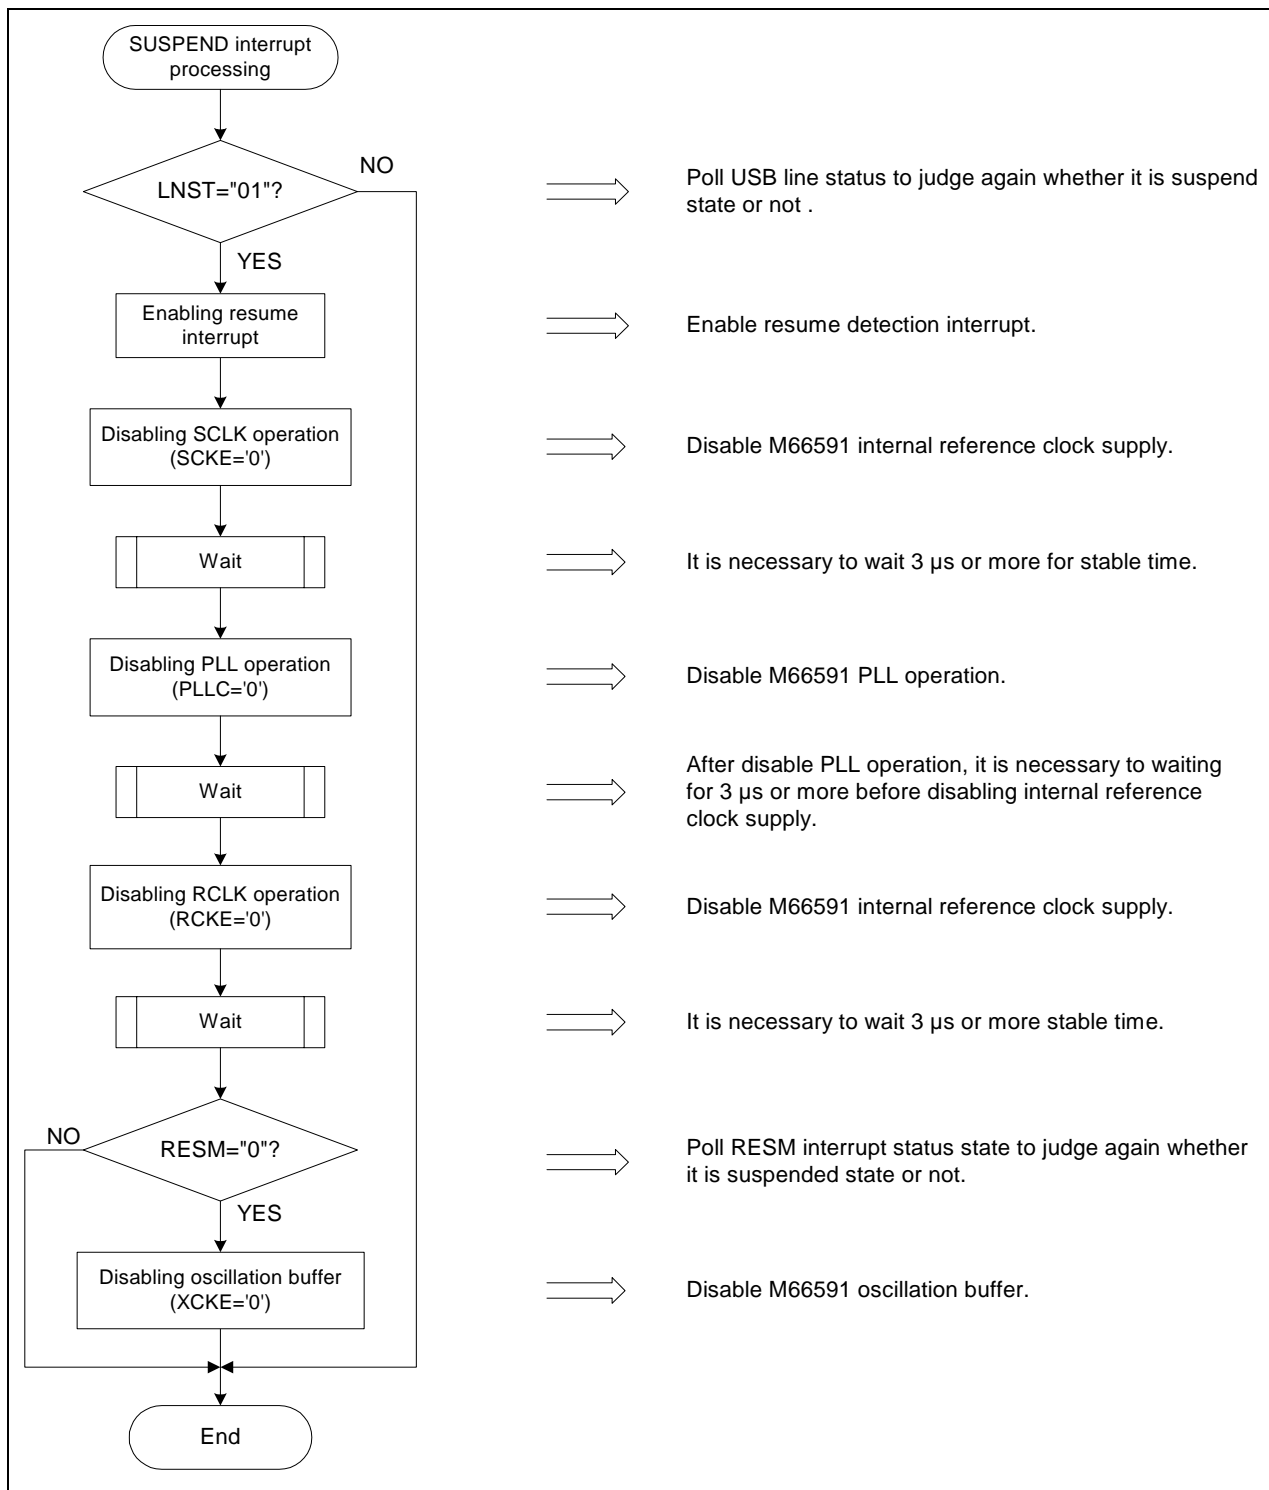 SUSPEND interrupt
processing
LNST="01"?
NO
YES
Poll USB line status to judge again whether it is suspend
state or not .
Enabling resume
interrupt
Enable resume detection interrupt.
Disabling SCLK operation
(SCKE='0')
Disable M66591 internal reference clock supply.
Wait
It is necessary to wait 3 µs or more for stable time.
Disabling PLL operation
(PLLC='0')
Disable M66591 PLL operation.
Wait
After disable PLL operation, it is necessary to waiting
for 3 µs or more before disabling internal reference
clock supply.
Disabling RCLK operation
(RCKE='0')
Disable M66591 internal reference clock supply.
Wait
It is necessary to wait 3 µs or more stable time.
NO
RESM="0"?
YES
Poll RESM interrupt status state to judge again whether
it is suspended state or not.
Disabling oscillation buffer
(XCKE='0')
Disable M66591 oscillation buffer.
End